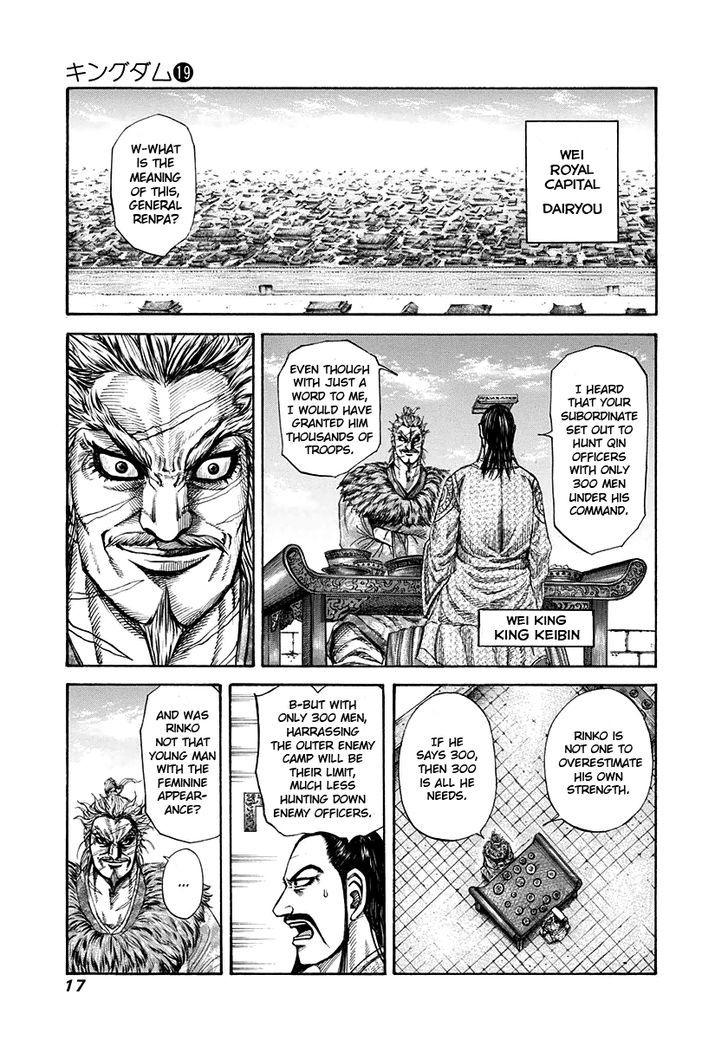 キングダム19
WEI
ROYAL
CAPITAL
DAIRYOU
W-WHAT
IS THE
MEANING
OF THIS,
GENERAL
RENPA?
I HEARD
THAT YOUR
SUBORDINATE
SET OUT TO
HUNT QIN
OFFICERS
WITH ONLY
300 MEN
UNDER HIS
COMMAND.
EVEN THOUGH
WITH JUST A
WORD TO ME,
I WOULD HAVE
GRANTED HIM
THOUSANDS OF
TROOPS.
WEI KING
KING KEIBIN
RINKO IS
NOT ONE TO
OVERESTIMATE
HIS OWN
STRENGTH.
IF HE
SAYS 300,
THEN 300
IS ALL HE
NEEDS.
B-BUT WITH
ONLY 300 MEN,
HARRASSING
THE OUTER ENEMY
CAMP WILL BE
THEIR LIMIT,
MUCH LESS
HUNTING DOWN
ENEMY OFFICERS.
AND WAS
RINKO
NOT THAT
YOUNG MAN
WITH THE
FEMININE
APPEAR-
ANCE?
...
17